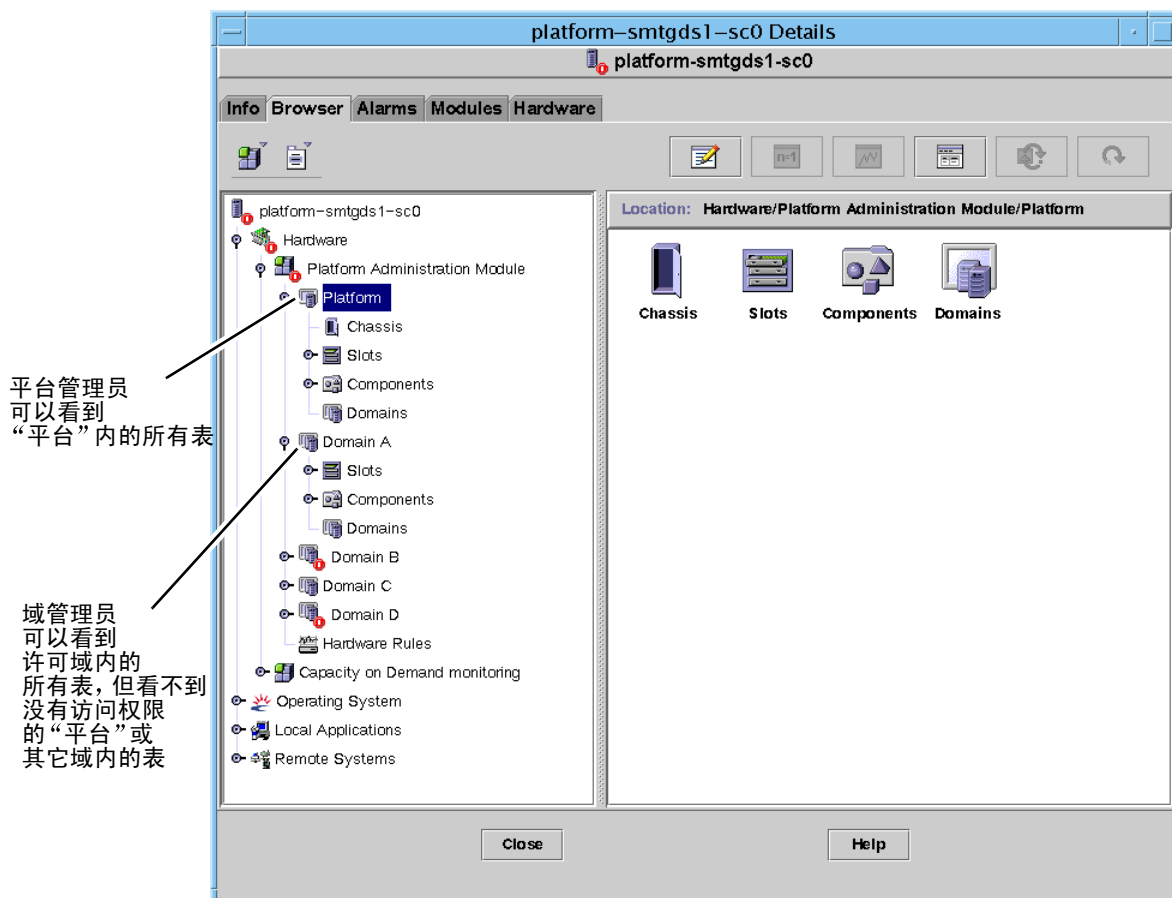 platform-smtgds1-sc0 Details
platform-smtgds1-sc0
Info Browser Alarms Modules Hardware
n=1
platform-smtgds1-sc0
Hardware
Platform Administration Module
Platform
Chassis
Slots
Components
Domains
Domain A
Slots
Components
Domains
Domain B
Domain C
Domain D
Hardware Rules
Capacity on Demand monitoring
Operating System
Local Applications
Remote Systems
Location: Hardware/Platform Administration Module/Platform
Chassis Slots Components Domains
平台管理员
可以看到
“平台”内的所有表
域管理员
可以看到
许可域内的
所有表，但看不到
没有访问权限
的“平台”或
其它域内的表
Close Help